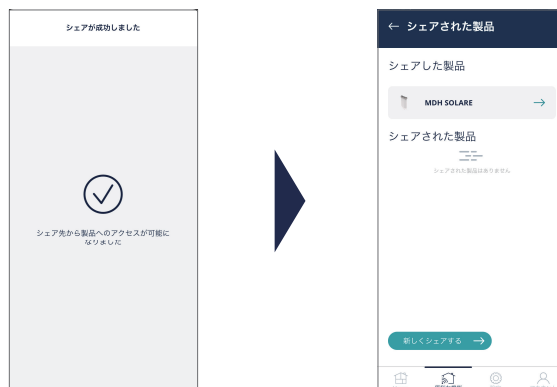 シェアが成功しました
シェア先から製品へのアクセスが可能に
なりました
← シェアされた製品
シェアした製品
MDH SOLARE →
シェアされた製品
シェアされた製品はありません
新しくシェアする →